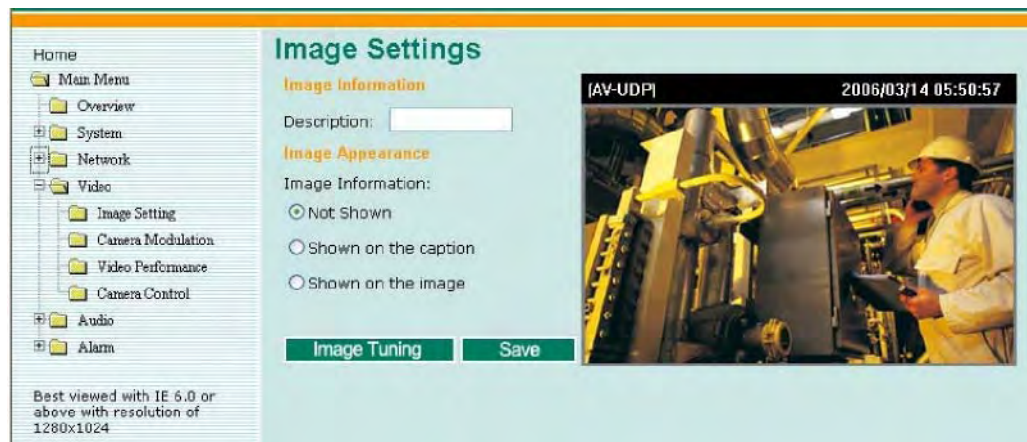 Home
Main Menu
Overview
System
Network
Video
Image Setting
Camera Modulation
Video Performance
Camera Control
Audio
Alarm
Best viewed with IE 6.0 or
above with resolution of
1280x1024
Image Settings
Image Information
Description:
Image Appearance
Image Information:
Not Shown
Shown on the caption
Shown on the image
Image Tuning
Save
(AV-UDP) 2006/03/14 05:50:57